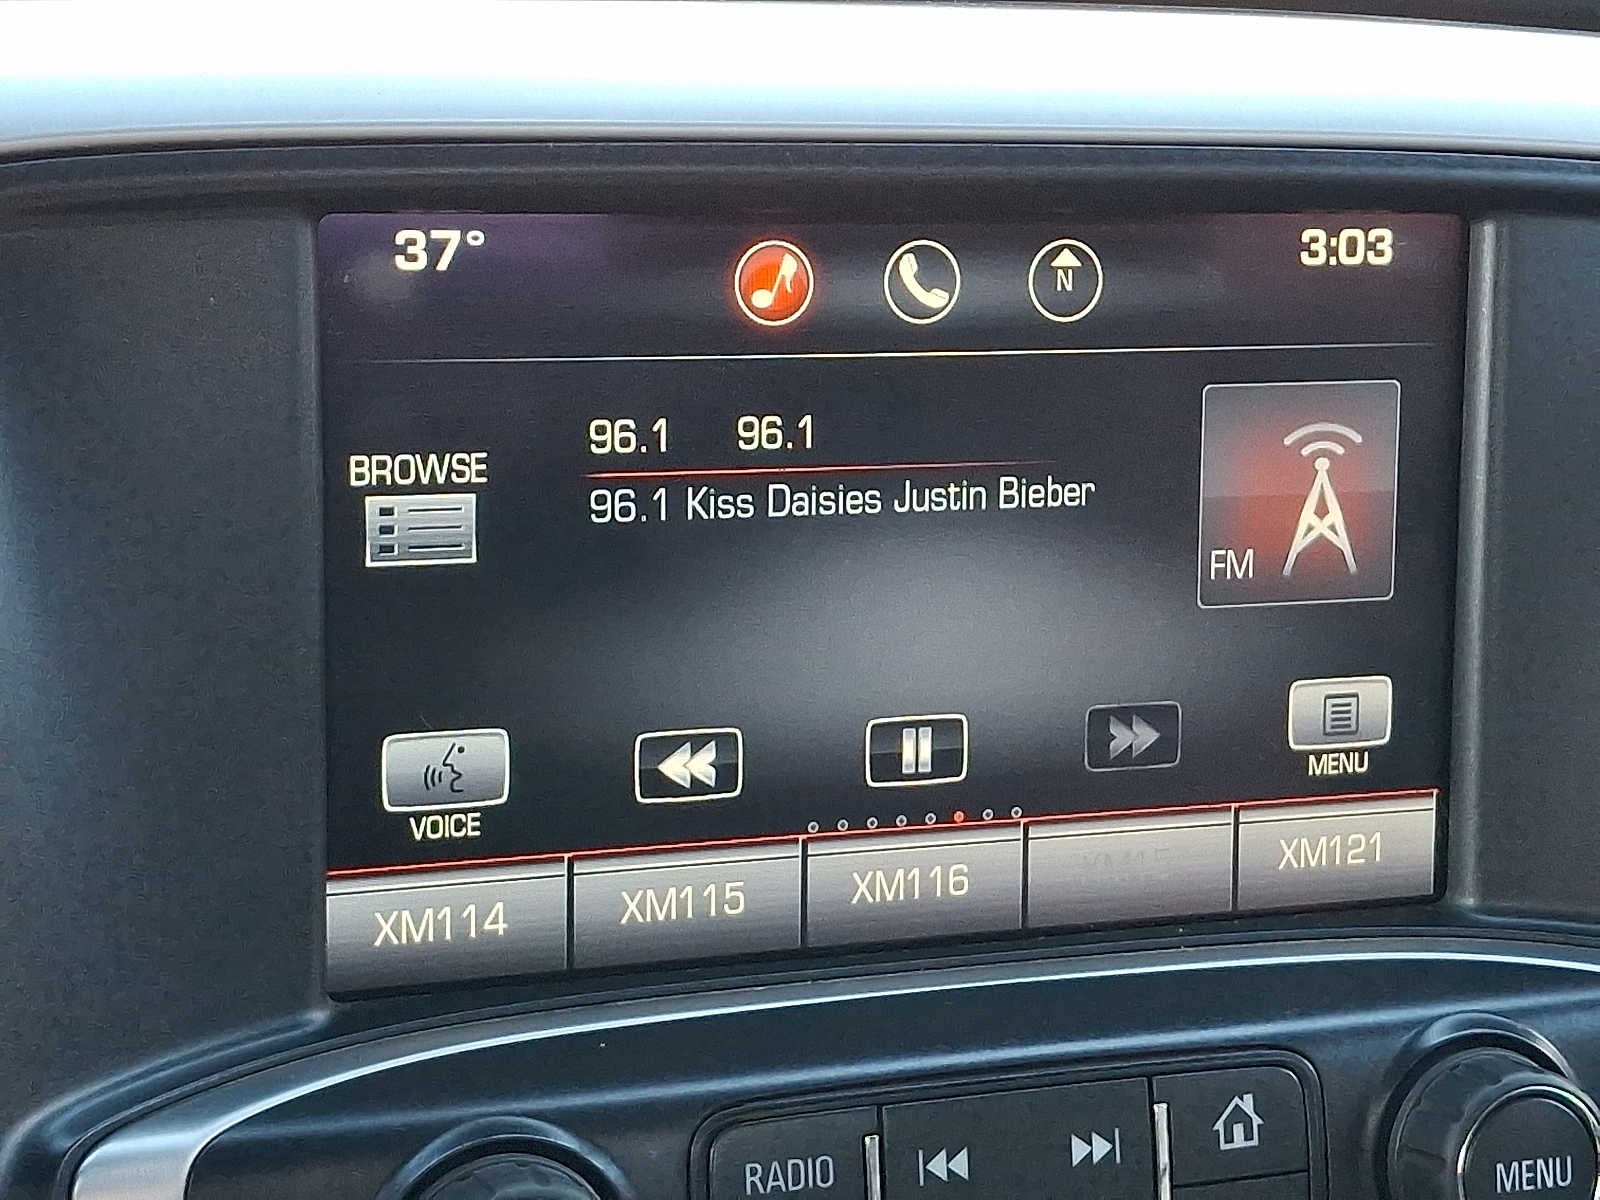 37° 3:03
N
96.1 96.1
BROWSE
96.1 Kiss Daisies Justin Bieber
FM
MENU
VOICE
XM114 XM115 XM116 XM121
RADIO MENU